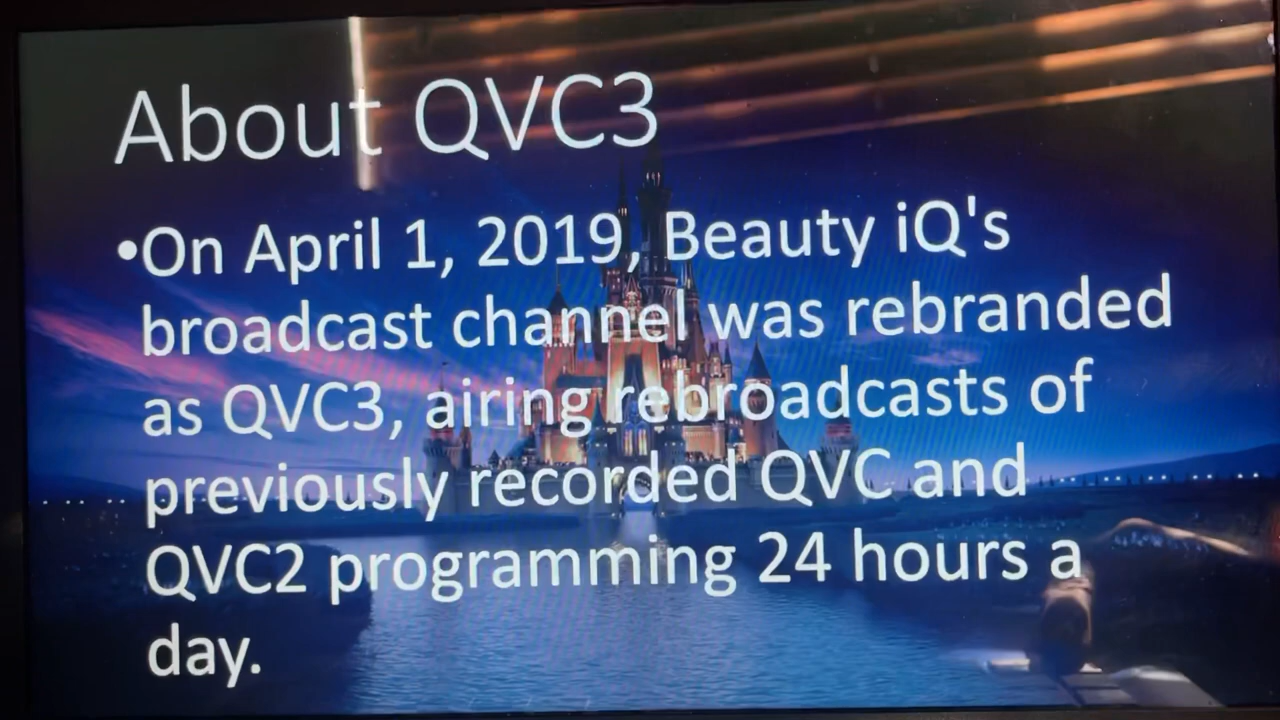 About QVC3
•On April 1, 2019, Beauty iQ's
broadcast channel was rebranded
as QVC3, airing rebroadcasts of
previously recorded QVC and
QVC2 programming 24 hours a
day.